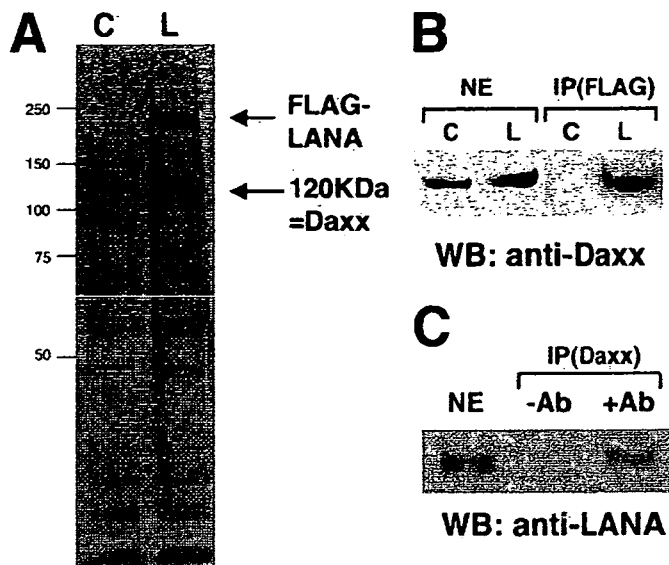 A
C L
250
150
100
75
50
FLAG-
LANA
120KDa
=Daxx
B
NE IP(FLAG)
C L C L
WB: anti-Daxx
C
IP(Daxx)
NE -Ab +Ab
WB: anti-LANA